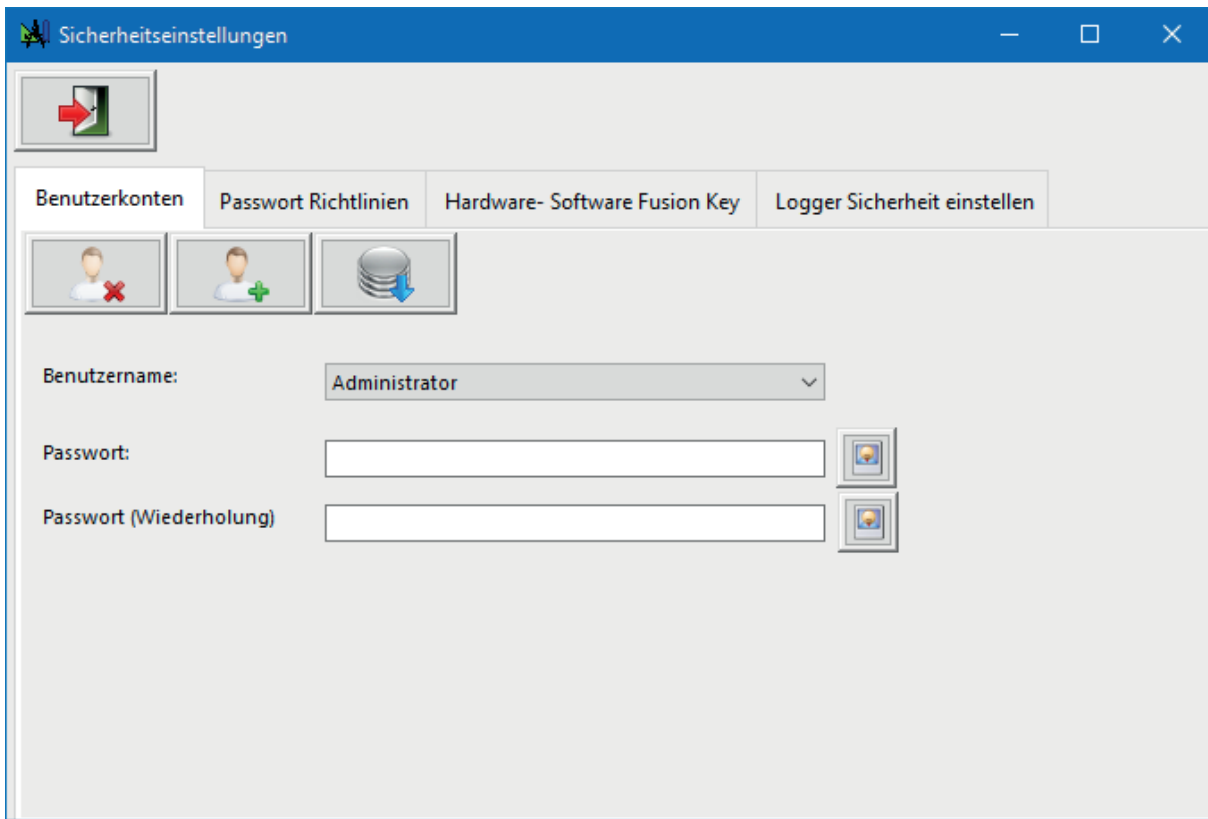 Sicherheitseinstellungen
Benutzerkonten Passwort Richtlinien Hardware- Software Fusion Key Logger Sicherheit einstellen
Benutzername: Administrator
Passwort:
Passwort (Wiederholung)